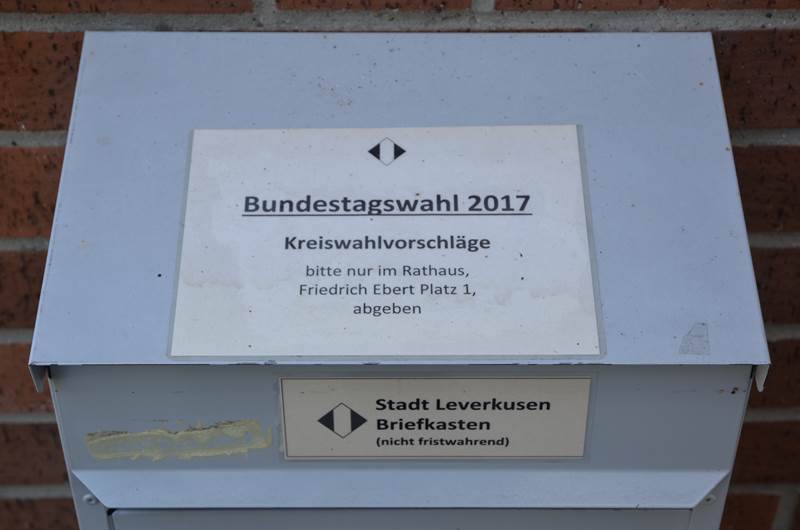 Bundestagswahl 2017
Kreiswahlvorschläge
bitte nur im Rathaus,
Friedrich Ebert Platz 1,
abgeben
Stadt Leverkusen
Briefkasten
(nicht fristwahrend)